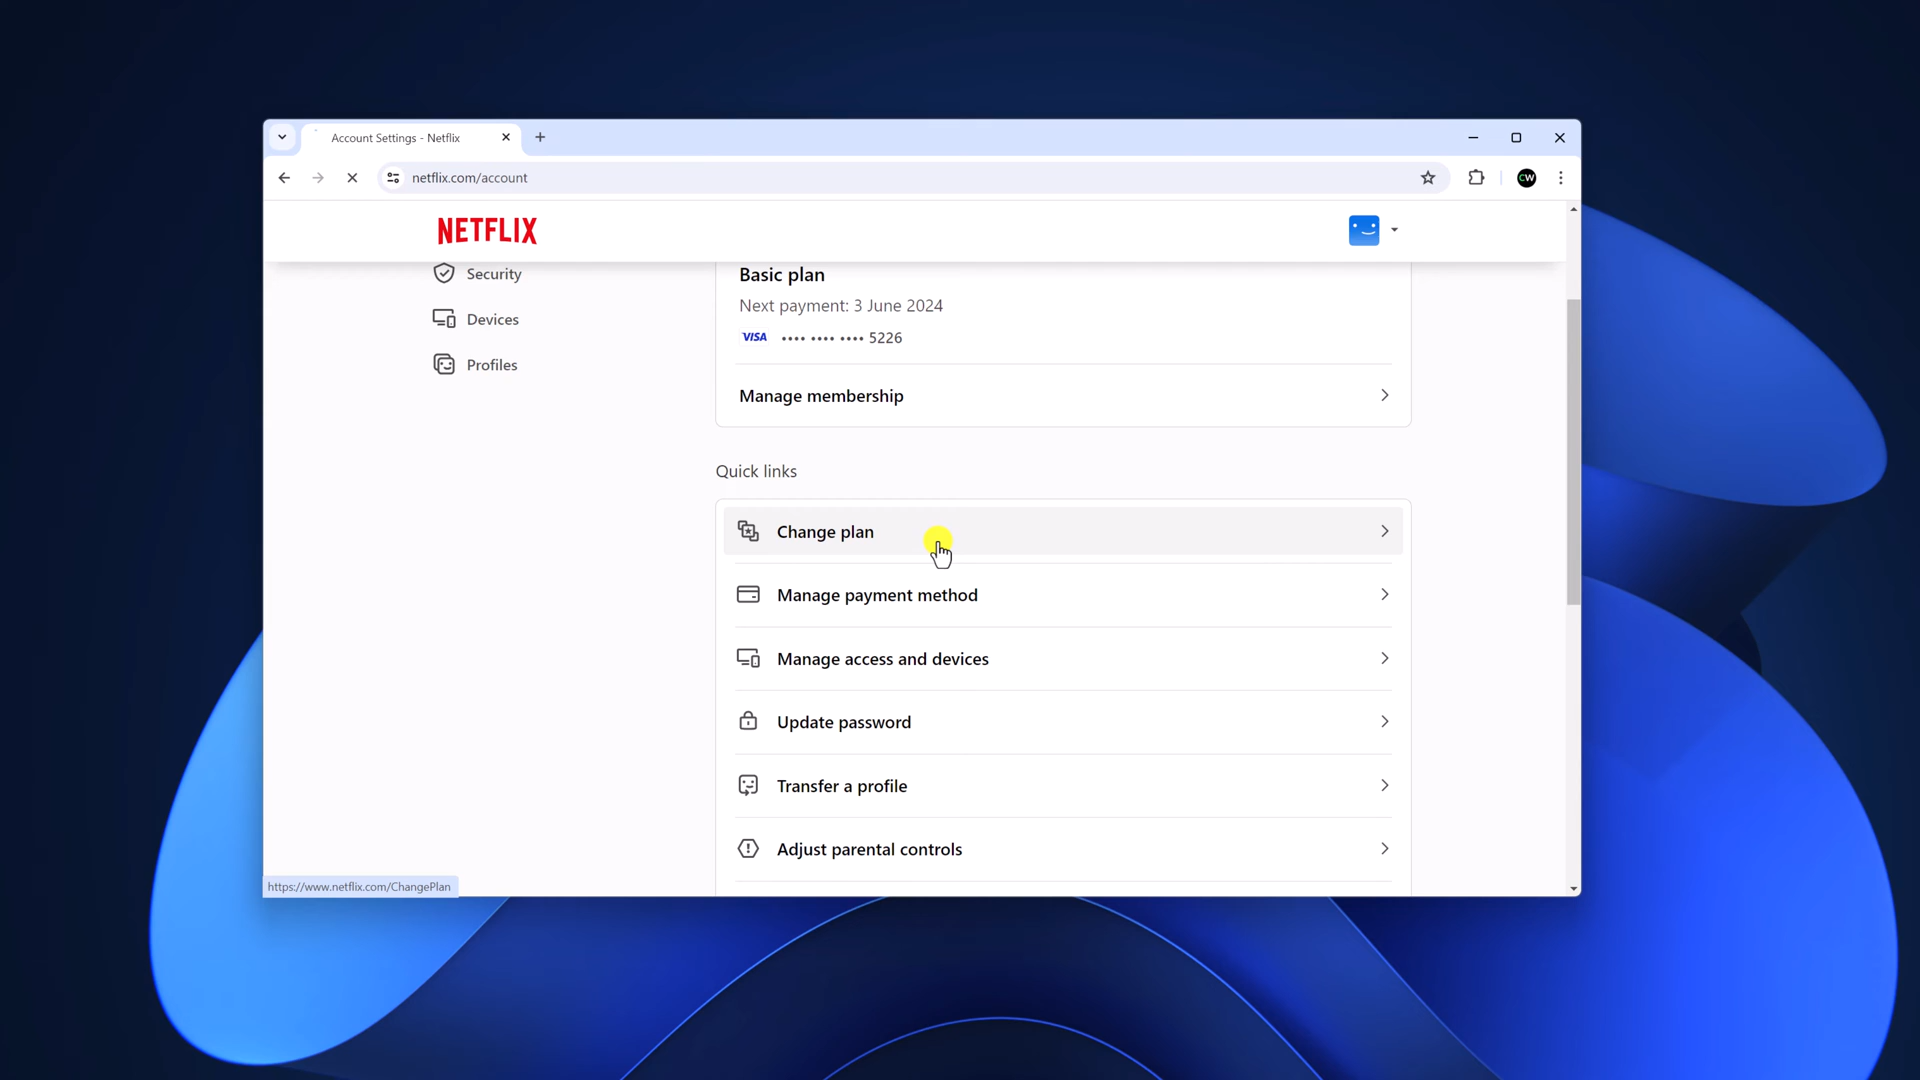 Account Settings - Netflix
netflix.com/account
CW
NETFLIX
Security
Devices
Profiles
Basic plan
Next payment: 3 June 2024
VISA •••• •••• •••• 5226
Manage membership
Quick links
Change plan
Manage payment method
Manage access and devices
Update password
Transfer a profile
Adjust parental controls
https://www.netflix.com/ChangePlan